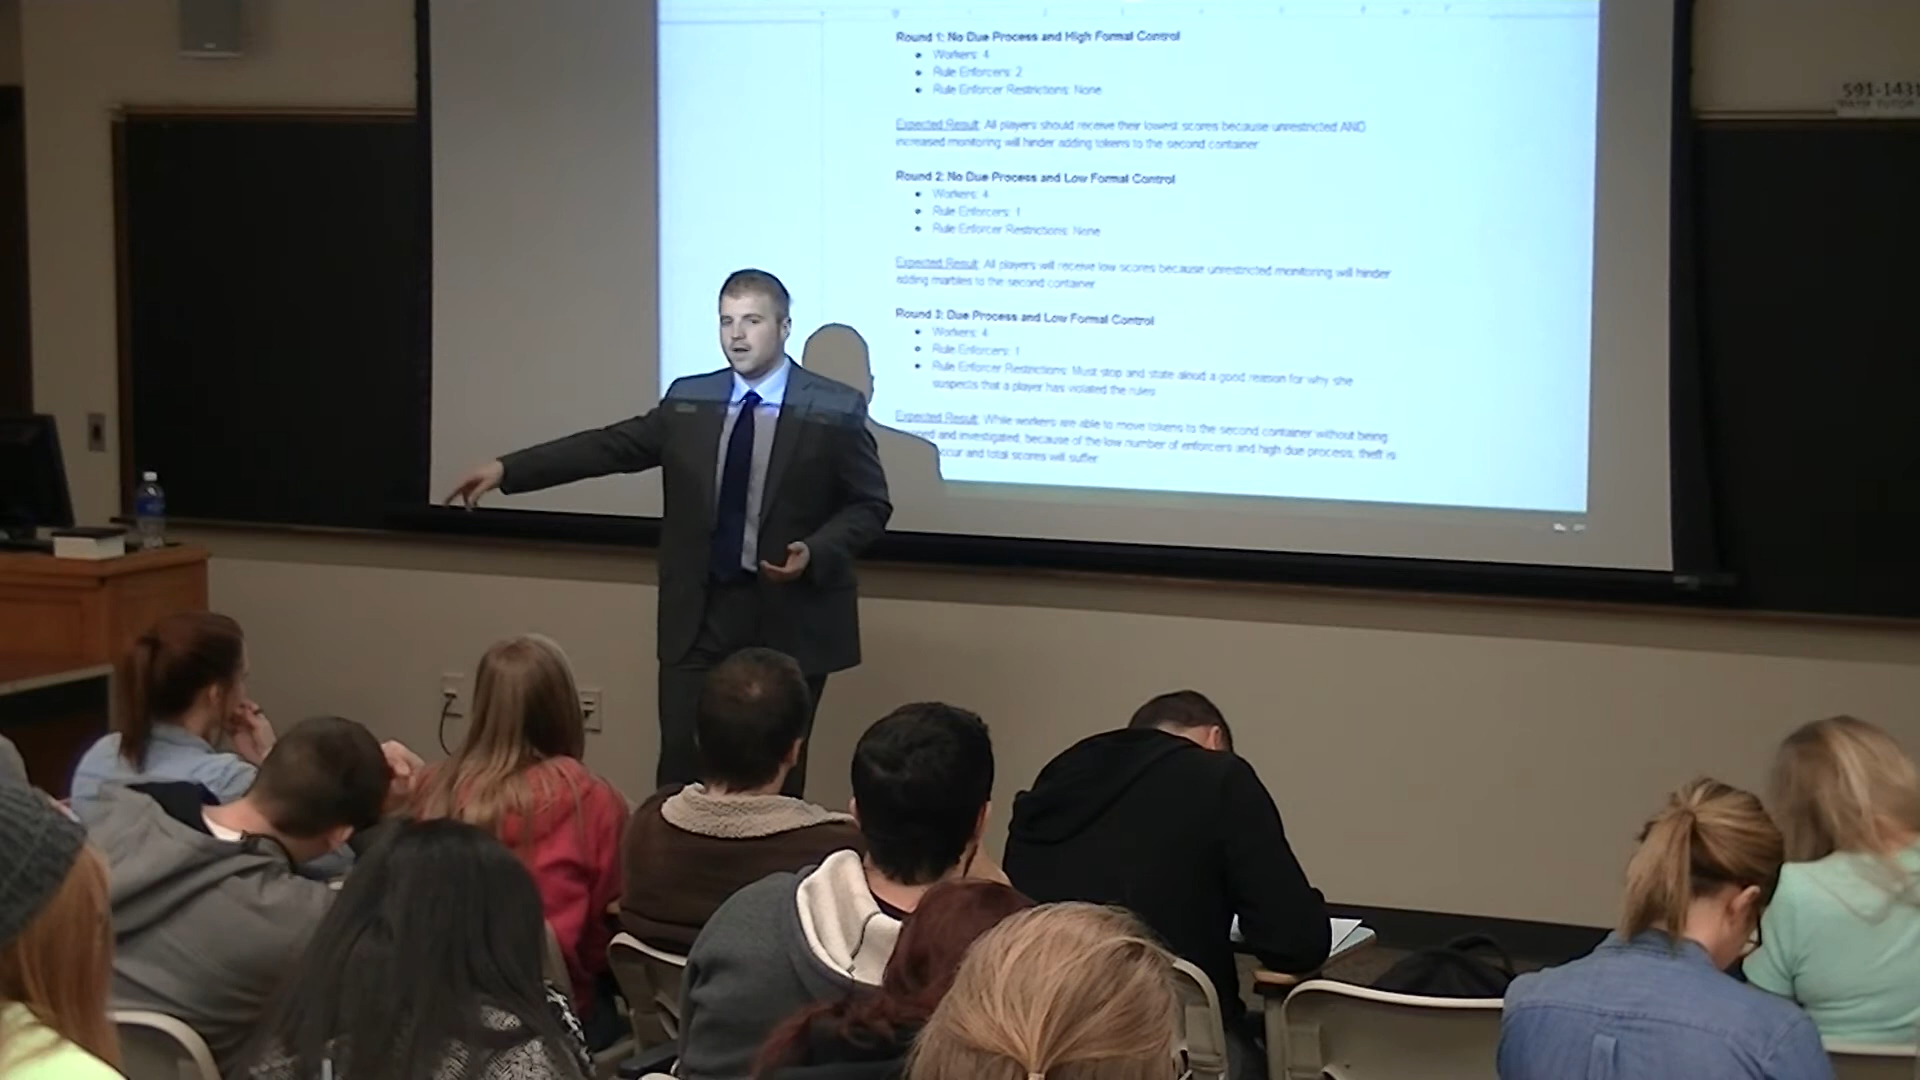 Round 1: No Due Process and High Formal Control
• Workers: 4
• Rule Enforcers: 2
• Rule Enforcer Restrictions: None
Expected Result: All players should receive their lowest scores because unrestricted AND
increased monitoring will hinder adding tokens to the second container
Round 2: No Due Process and Low Formal Control
• Workers: 4
• Rule Enforcers: 1
• Rule Enforcer Restrictions: None
Expected Result: All players will receive low scores because unrestricted monitoring will hinder
adding marbles to the second container
Round 3: Due Process and Low Formal Control
• Workers: 4
• Rule Enforcers: 1
• Rule Enforcer Restrictions: Must stop and state aloud a good reason for why she
suspects that a player has violated the rules
Expected Result: While workers are able to move tokens to the second container without being
and investigated, because of the low number of enforcers and high due process, theft is
occur and total scores will suffer
591-143